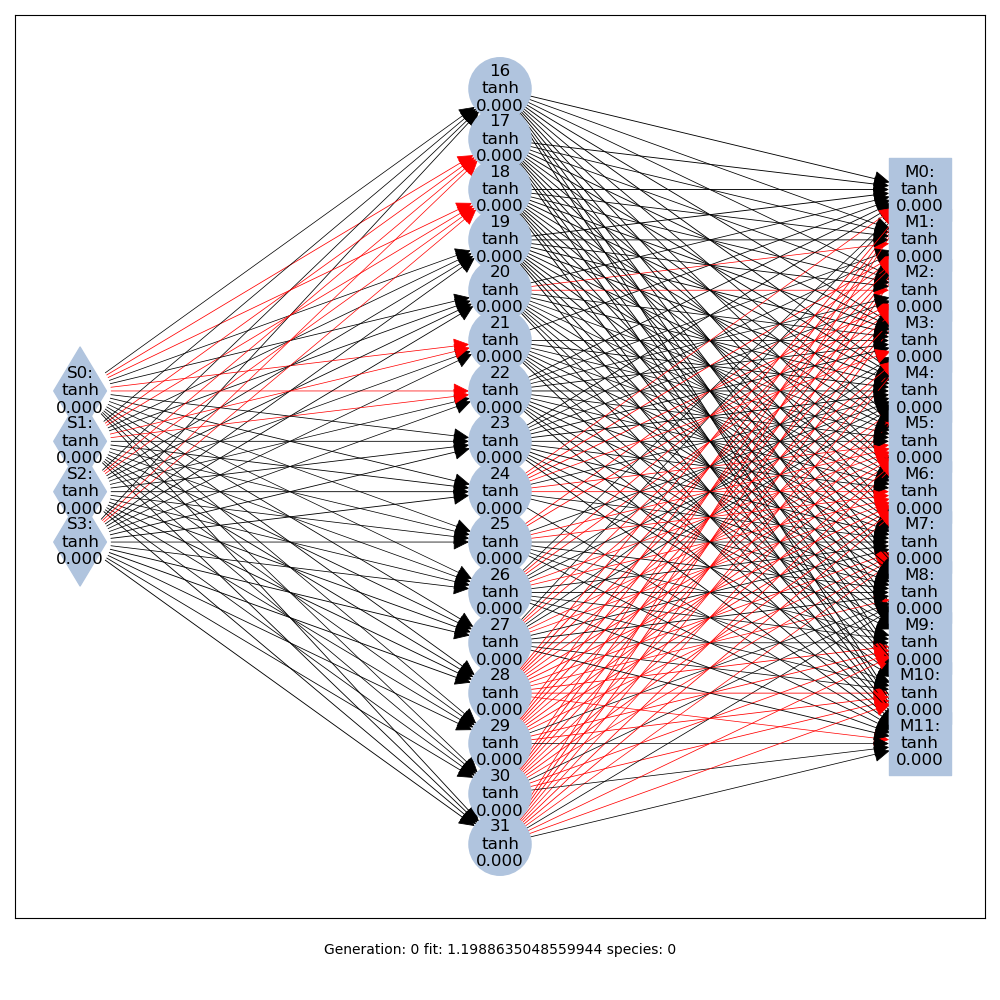 S0:
tanh
0.000
S1:
tanh
0.000
S2:
tanh
0.000
S3:
tanh
0.000
16
tanh
0.000
17
tanh
0.000
18
tanh
0.000
19
tanh
0.000
20
tanh
0.000
21
tanh
0.000
22
tanh
0.000
23
tanh
0.000
24
tanh
0.000
25
tanh
0.000
26
tanh
0.000
27
tanh
0.000
28
tanh
0.000
29
tanh
0.000
30
tanh
0.000
31
tanh
0.000
M0:
tanh
0.000
M1:
tanh
0.000
M2:
tanh
0.000
M3:
tanh
0.000
M4:
tanh
0.000
M5:
tanh
0.000
M6:
tanh
0.000
M7:
tanh
0.000
M8:
tanh
0.000
M9:
tanh
0.000
M10:
tanh
0.000
M11:
tanh
0.000
Generation: 0 fit: 1.1988635048559944 species: 0